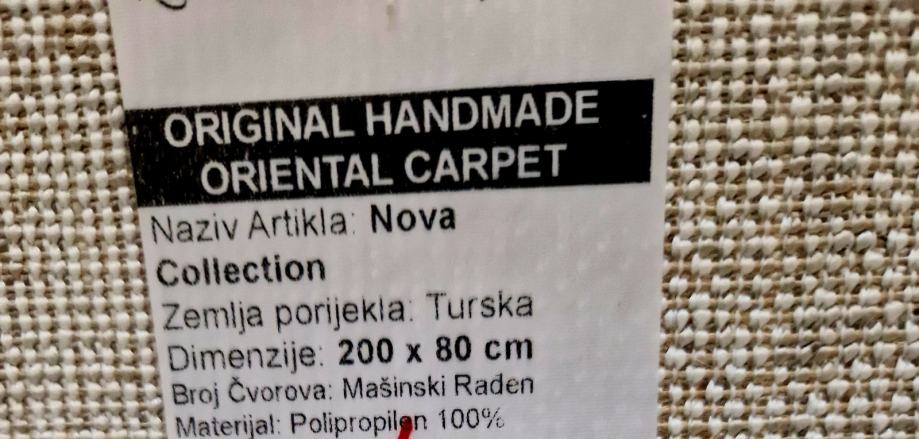 ORIGINAL HANDMADE
ORIENTAL CARPET
Naziv Artikla: Nova
Collection
Zemlja porijekla: Turska
Dimenzije: 200 x 80 cm
Broj Čvorova: Mašinski Rađen
Materijal: Polipropilen 100%